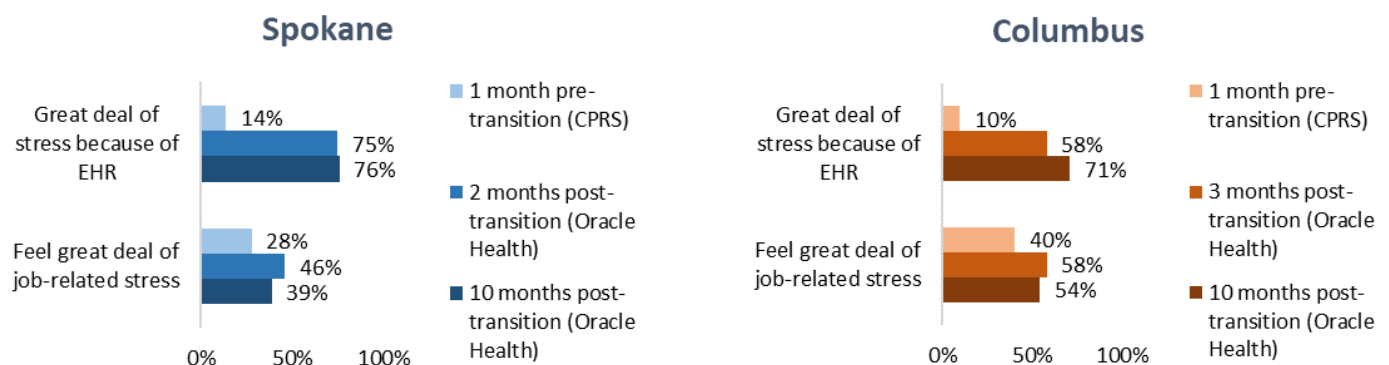 Spokane
Great deal of
stress because of
EHR
14%
75%
76%
Feel great deal of
job-related stress
28%
46%
39%
0%
50%
100%
1 month pre-
transition (CPRS)
2 months post-
transition (Oracle
Health)
10 months post-
transition (Oracle
Health)
Columbus
Great deal of
stress because of
EHR
10%
58%
71%
Feel great deal of
job-related stress
40%
58%
54%
0%
50%
100%
1 month pre-
transition (CPRS)
3 months post-
transition (Oracle
Health)
10 months post-
transition (Oracle
Health)